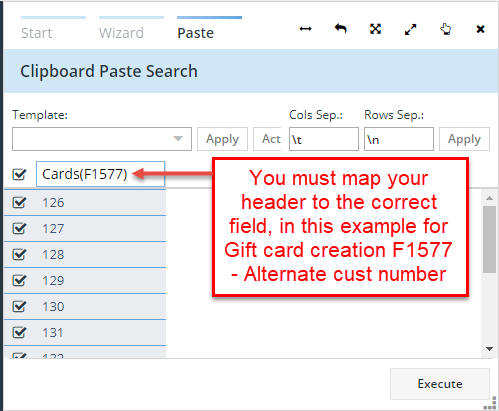 Start Wizard Paste
Clipboard Paste Search
Template: Cols Sep.: Rows Sep.:
Apply Act \t \n Apply
Cards(F1577)
You must map your
header to the correct
field, in this example for
Gift card creation F1577
- Alternate cust number
126
127
128
129
130
131
132
Execute